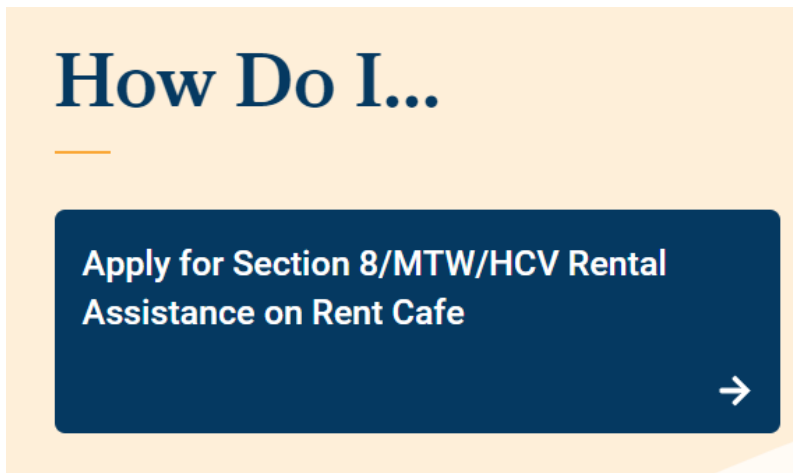 How Do I...
Apply for Section 8/MTW/HCV Rental
Assistance on Rent Cafe